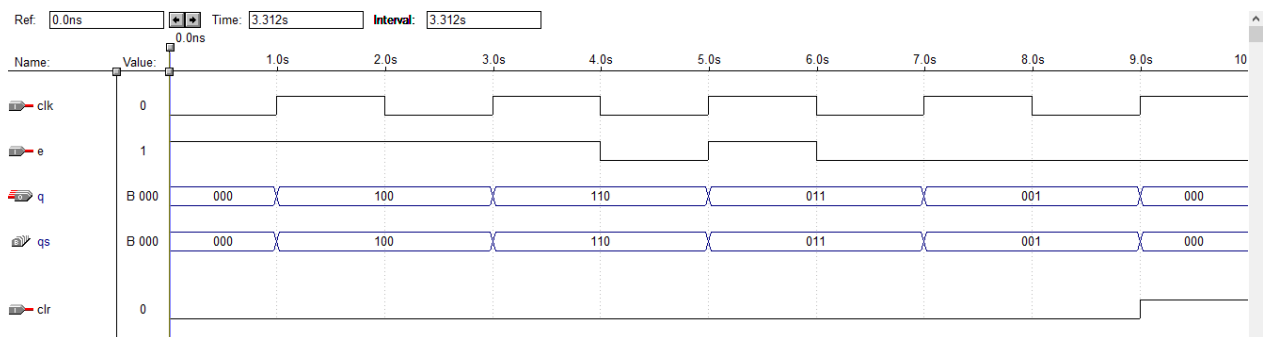 Ref: 0.0ns Time: 3.312s Interval: 3.312s
0.0ns
Name: Value: 1.0s 2.0s 3.0s 4.0s 5.0s 6.0s 7.0s 8.0s 9.0s 10
clk 0
e 1
q B 000 000 100 110 011 001 000
qs B 000 000 100 110 011 001 000
clr 0